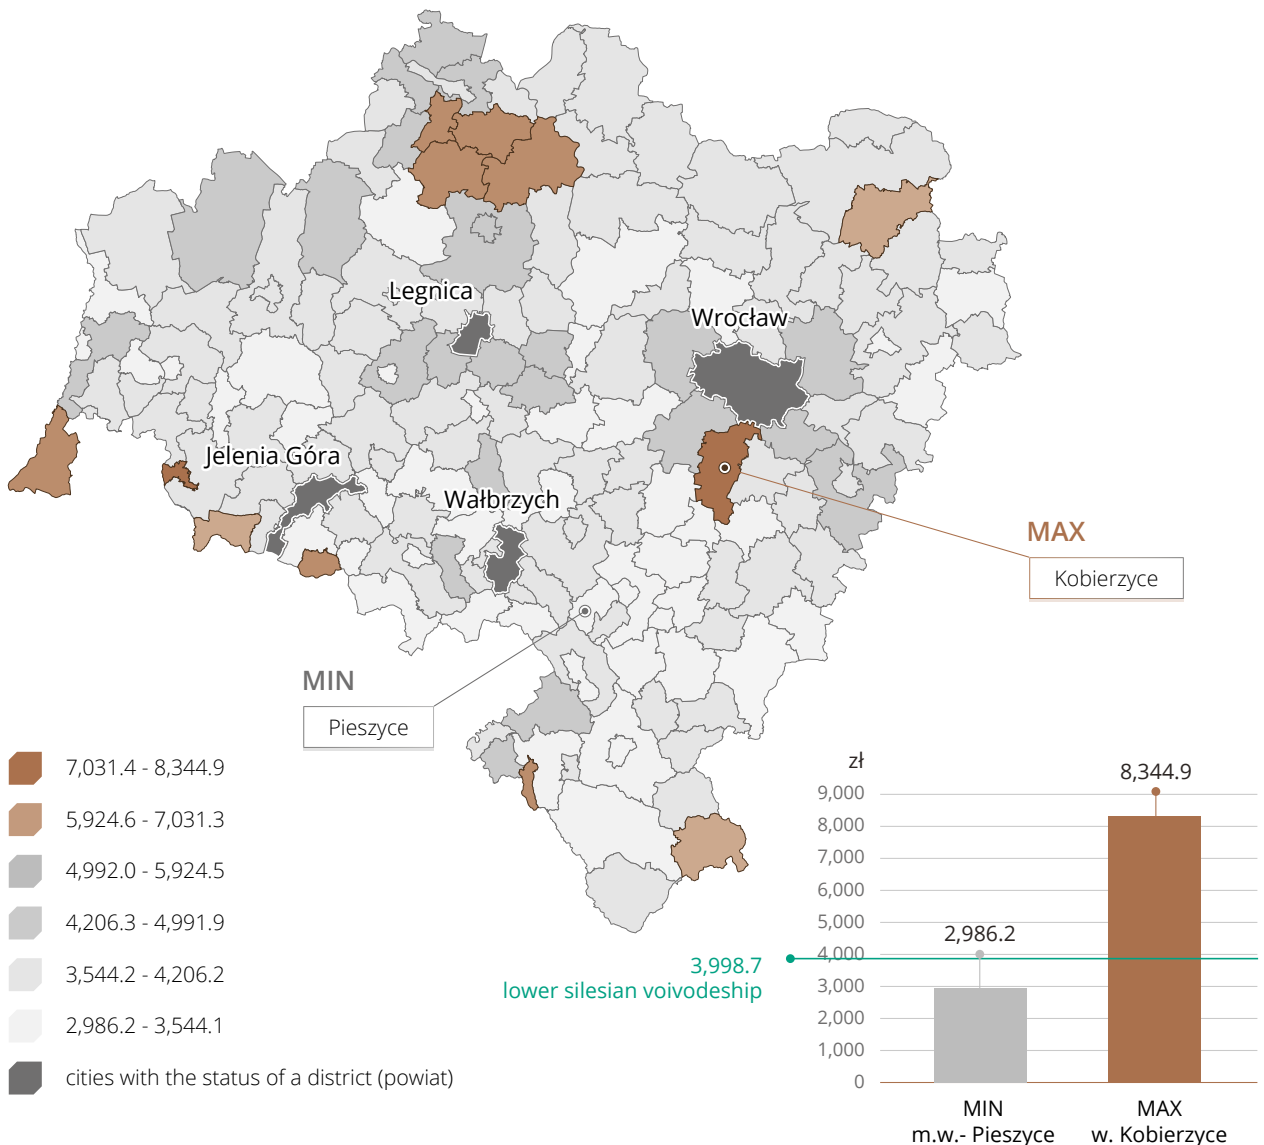 Legnica
Wrocław
Jelenia Góra
Wałbrzych
MAX
Kobierzyce
MIN
Pieszyce
7,031.4 - 8,344.9
5,924.6 - 7,031.3
4,992.0 - 5,924.5
4,206.3 - 4,991.9
3,544.2 - 4,206.2
2,986.2 - 3,544.1
cities with the status of a district (powiat)
zł
9,000
8,000
7,000
6,000
5,000
4,000
3,000
2,000
1,000
0
8,344.9
2,986.2
3,998.7
lower silesian voivodeship
MIN
m.w.- Pieszyce
MAX
w. Kobierzyce